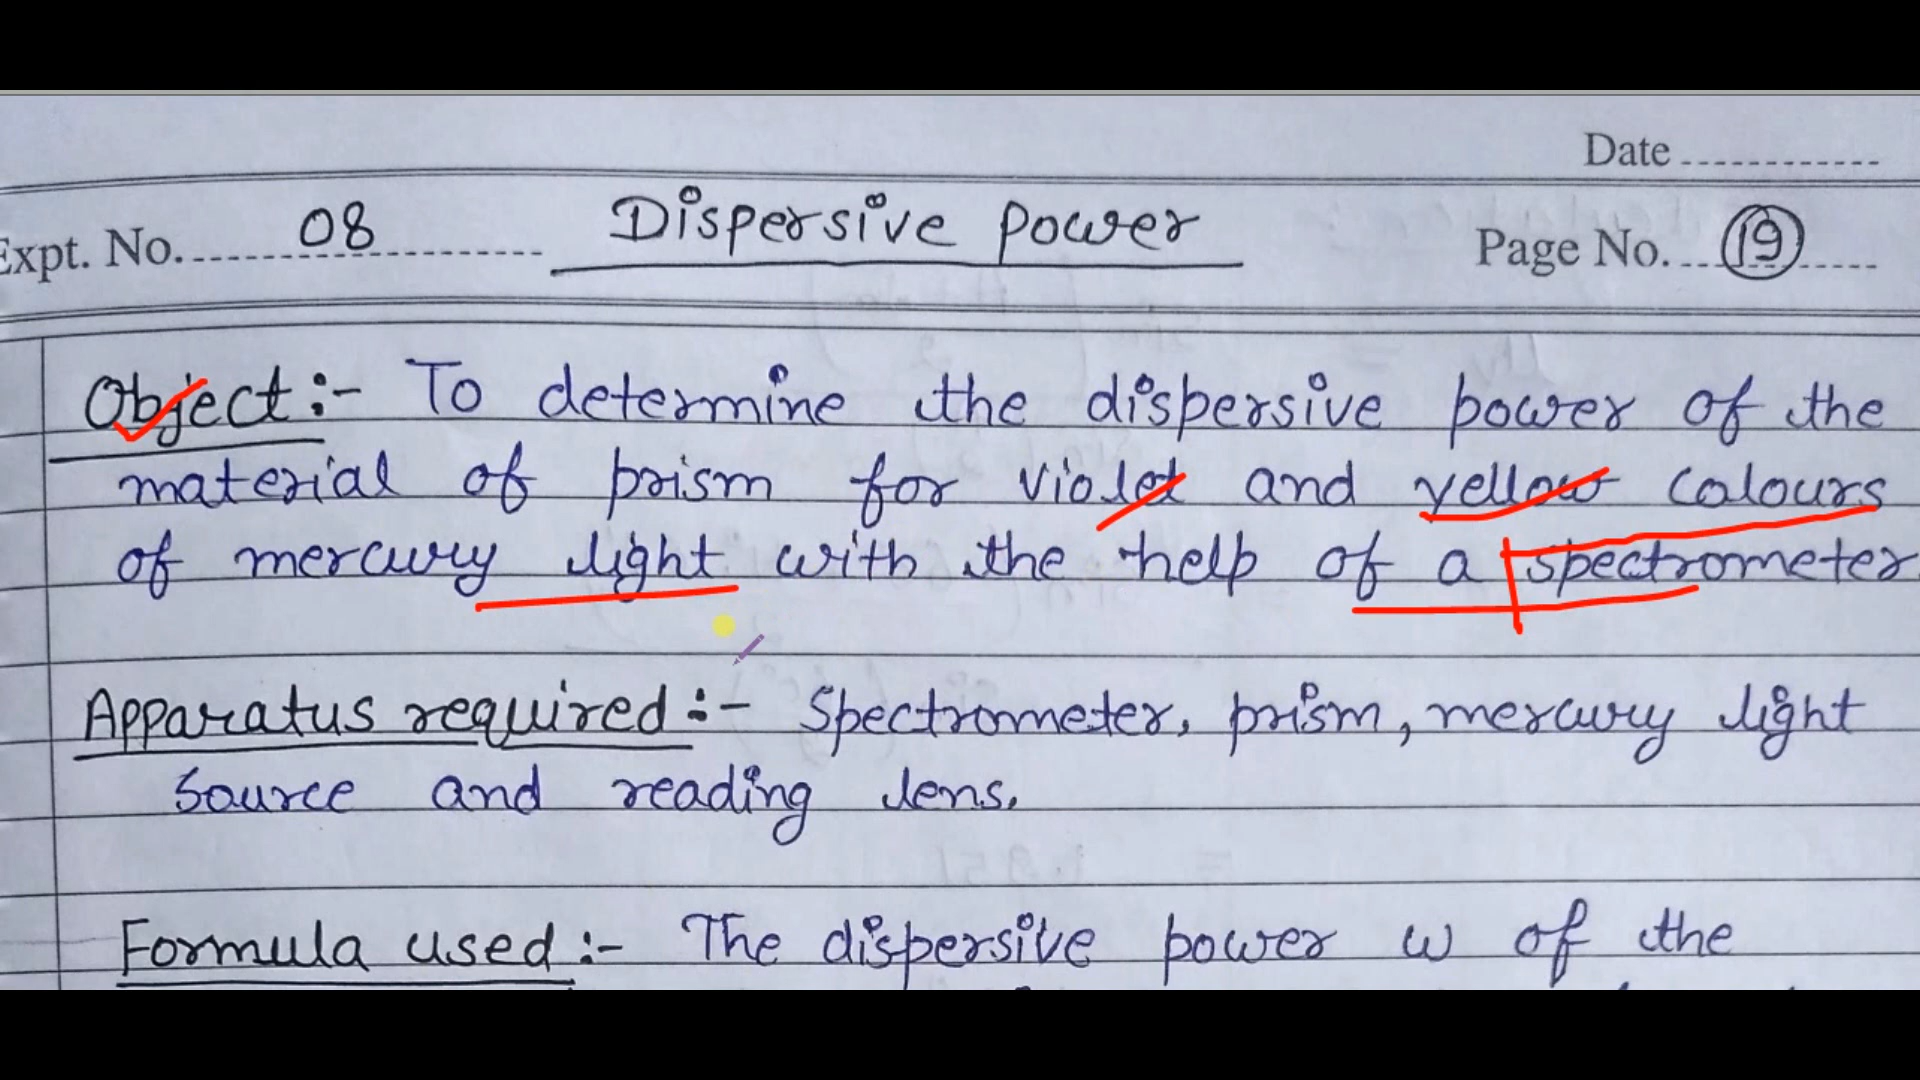 Date
Expt. No. 08 Dispersive power Page No. 19
Object:- To determine the dispersive power of the
material of prism for violet and yellow colours
of mercury light with the help of a spectrometer
Apparatus required:- Spectrometer, prism, mercury light
source and reading lens.
Formula used:- The dispersive power ω of the